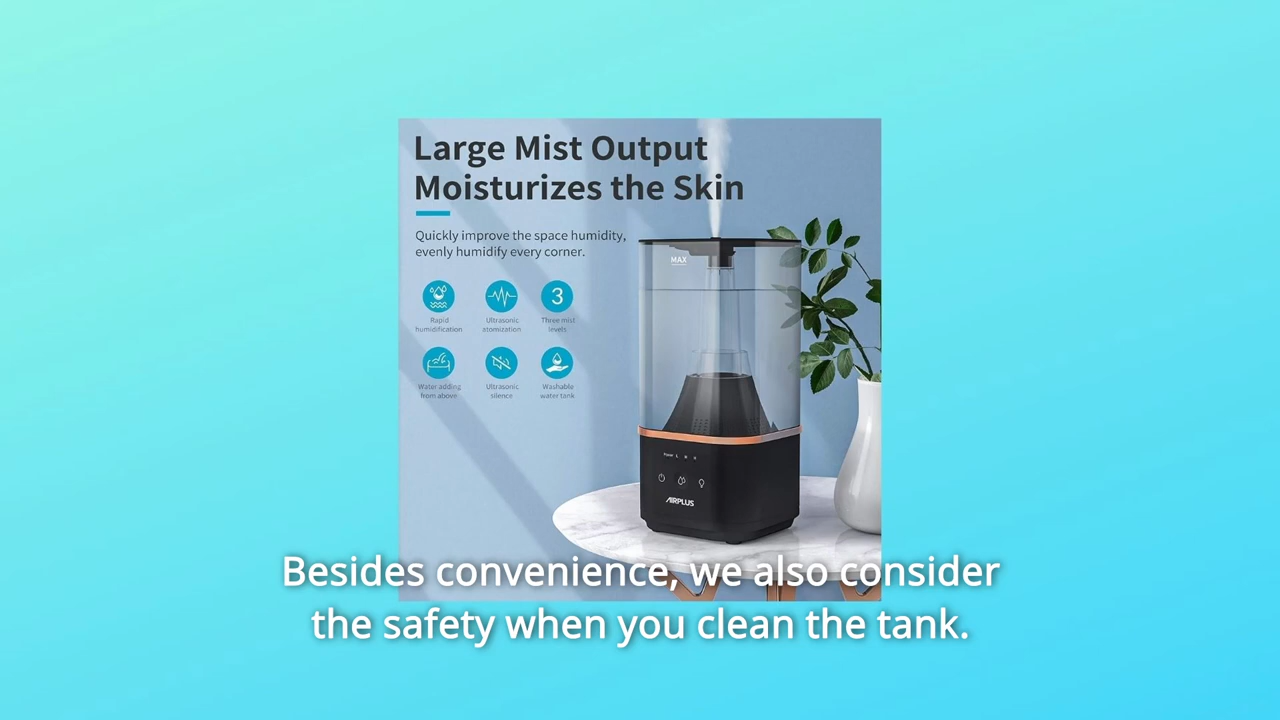 Large Mist Output
Moisturizes the Skin
Quickly improve the space humidity,
evenly humidify every corner.
3
Rapid
humidification
Ultrasonic
atomization
Three mist
levels
Water adding
from above
Ultrasonic
silence
Washable
water tank
MAX
Power L M H
AIRPLUS
Besides convenience, we also consider
the safety when you clean the tank.